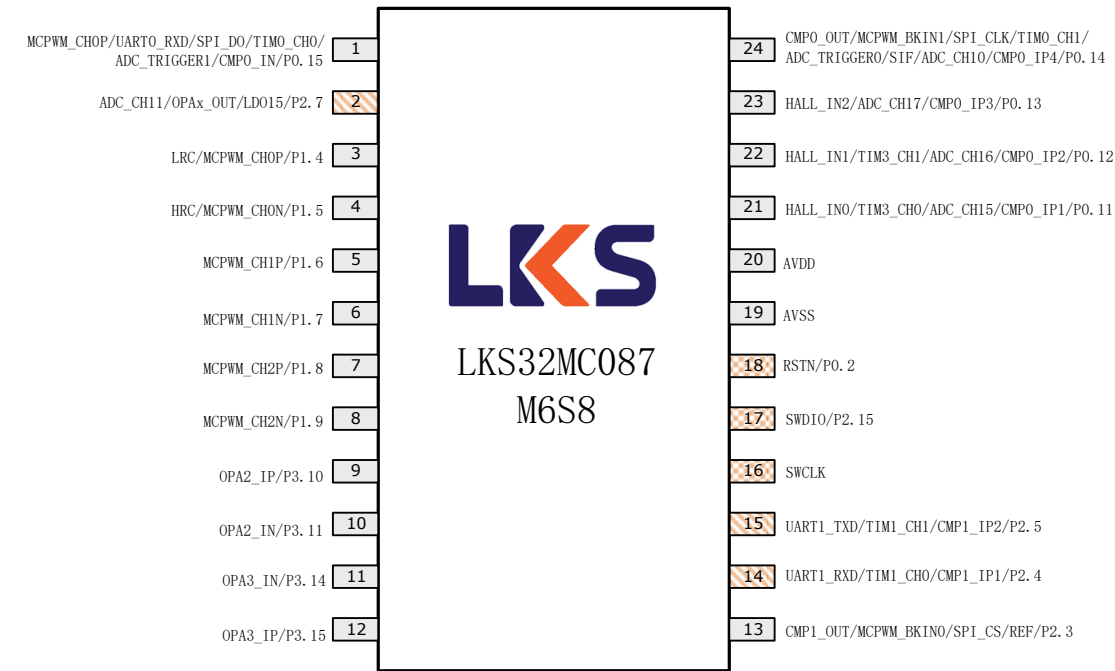 MCPWM_CH0P/UART0_RXD/SPI_DO/TIM0_CH0/
ADC_TRIGGER1/CMP0_IN/P0.15
1
ADC_CH11/OPAx_OUT/LDO15/P2.7
2
LRC/MCPWM_CH0P/P1.4
3
HRC/MCPWM_CH0N/P1.5
4
MCPWM_CH1P/P1.6
5
MCPWM_CH1N/P1.7
6
MCPWM_CH2P/P1.8
7
MCPWM_CH2N/P1.9
8
OPA2_IP/P3.10
9
OPA2_IN/P3.11
10
OPA3_IN/P3.14
11
OPA3_IP/P3.15
12
LKS
LKS32MC087
M6S8
24
CMP0_OUT/MCPWM_BKIN1/SPI_CLK/TIM0_CH1/
ADC_TRIGGER0/SIF/ADC_CH10/CMP0_IP4/P0.14
23
HALL_IN2/ADC_CH17/CMP0_IP3/P0.13
22
HALL_IN1/TIM3_CH1/ADC_CH16/CMP0_IP2/P0.12
21
HALL_IN0/TIM3_CH0/ADC_CH15/CMP0_IP1/P0.11
20
AVDD
19
AVSS
18
RSTN/P0.2
17
SWDIO/P2.15
16
SWCLK
15
UART1_TXD/TIM1_CH1/CMP1_IP2/P2.5
14
UART1_RXD/TIM1_CH0/CMP1_IP1/P2.4
13
CMP1_OUT/MCPWM_BKIN0/SPI_CS/REF/P2.3